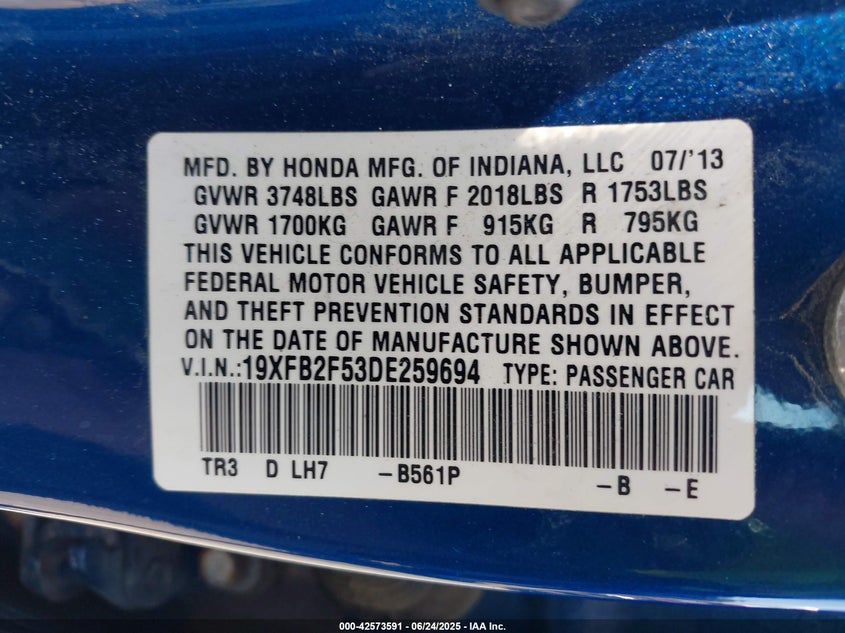 MFD. BY HONDA MFG. OF INDIANA, LLC 07/'13
GVWR 3748LBS GAWR F 2018LBS R 1753LBS
GVWR 1700KG GAWR F 915KG R 795KG
THIS VEHICLE CONFORMS TO ALL APPLICABLE
FEDERAL MOTOR VEHICLE SAFETY, BUMPER,
AND THEFT PREVENTION STANDARDS IN EFFECT
ON THE DATE OF MANUFACTURE SHOWN ABOVE.
V.I.N.:19XFB2F53DE259694 TYPE: PASSENGER CAR
TR3 D LH7 –B561P –B –E
000-42573591 - 06/24/2025 - IAA Inc.